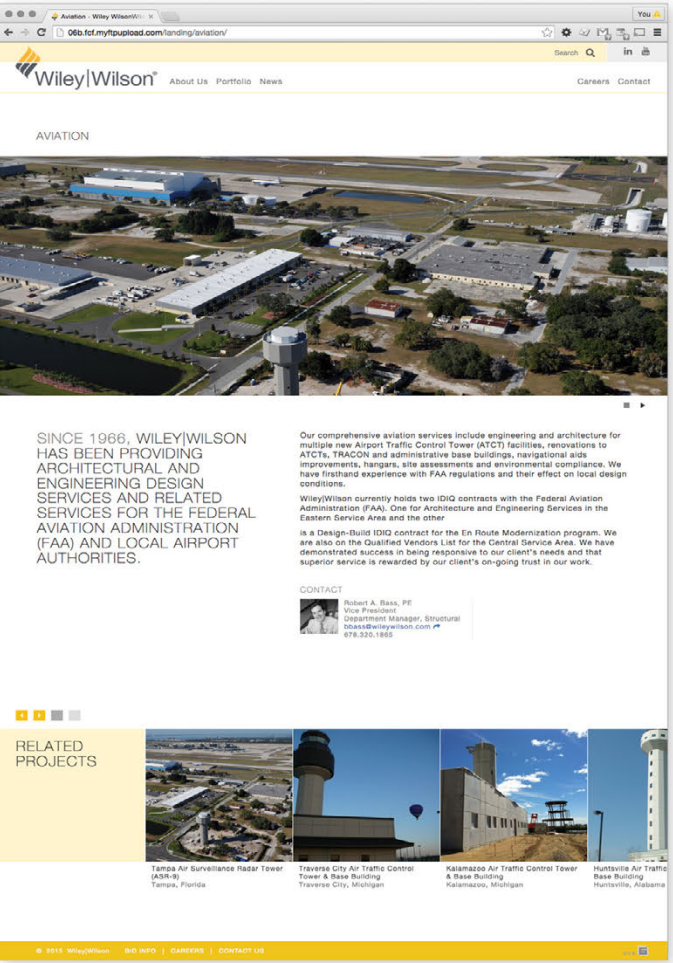 Aviation - Wiley WilsonWil
You
06b.fcf.myftpupload.com/landing/aviation/
Search
in
Wiley|Wilson® About Us Portfolio News Careers Contact
AVIATION
SINCE 1966, WILEY|WILSON
HAS BEEN PROVIDING
ARCHITECTURAL AND
ENGINEERING DESIGN
SERVICES AND RELATED
SERVICES FOR THE FEDERAL
AVIATION ADMINISTRATION
(FAA) AND LOCAL AIRPORT
AUTHORITIES.
Our comprehensive aviation services include engineering and architecture for
multiple new Airport Traffic Control Tower (ATCT) facilities, renovations to
ATCTs, TRACON and administrative base buildings, navigational aids
improvements, hangars, site assessments and environmental compliance. We
have firsthand experience with FAA regulations and their effect on local design
conditions.
Wiley|Wilson currently holds two IDIQ contracts with the Federal Aviation
Administration (FAA). One for Architecture and Engineering Services in the
Eastern Service Area and the other
is a Design-Build IDIQ contract for the En Route Modernization program. We
are also on the Qualified Vendors List for the Central Service Area. We have
demonstrated success in being responsive to our client's needs and that
superior service is rewarded by our client's on-going trust in our work.
CONTACT
Robert A. Bass, PE
Vice President
Department Manager, Structural
bbass@wileywilson.com
678.320.1865
RELATED
PROJECTS
Tampa Air Surveillance Radar Tower
(ASR-9)
Tampa, Florida
Traverse City Air Traffic Control
Tower & Base Building
Traverse City, Michigan
Kalamazoo Air Traffic Control Tower
& Base Building
Kalamazoo, Michigan
Huntsville Air Traffic
Base Building
Huntsville, Alabama
Wiley|Wilson BID INFO | CAREERS | CONTACT US